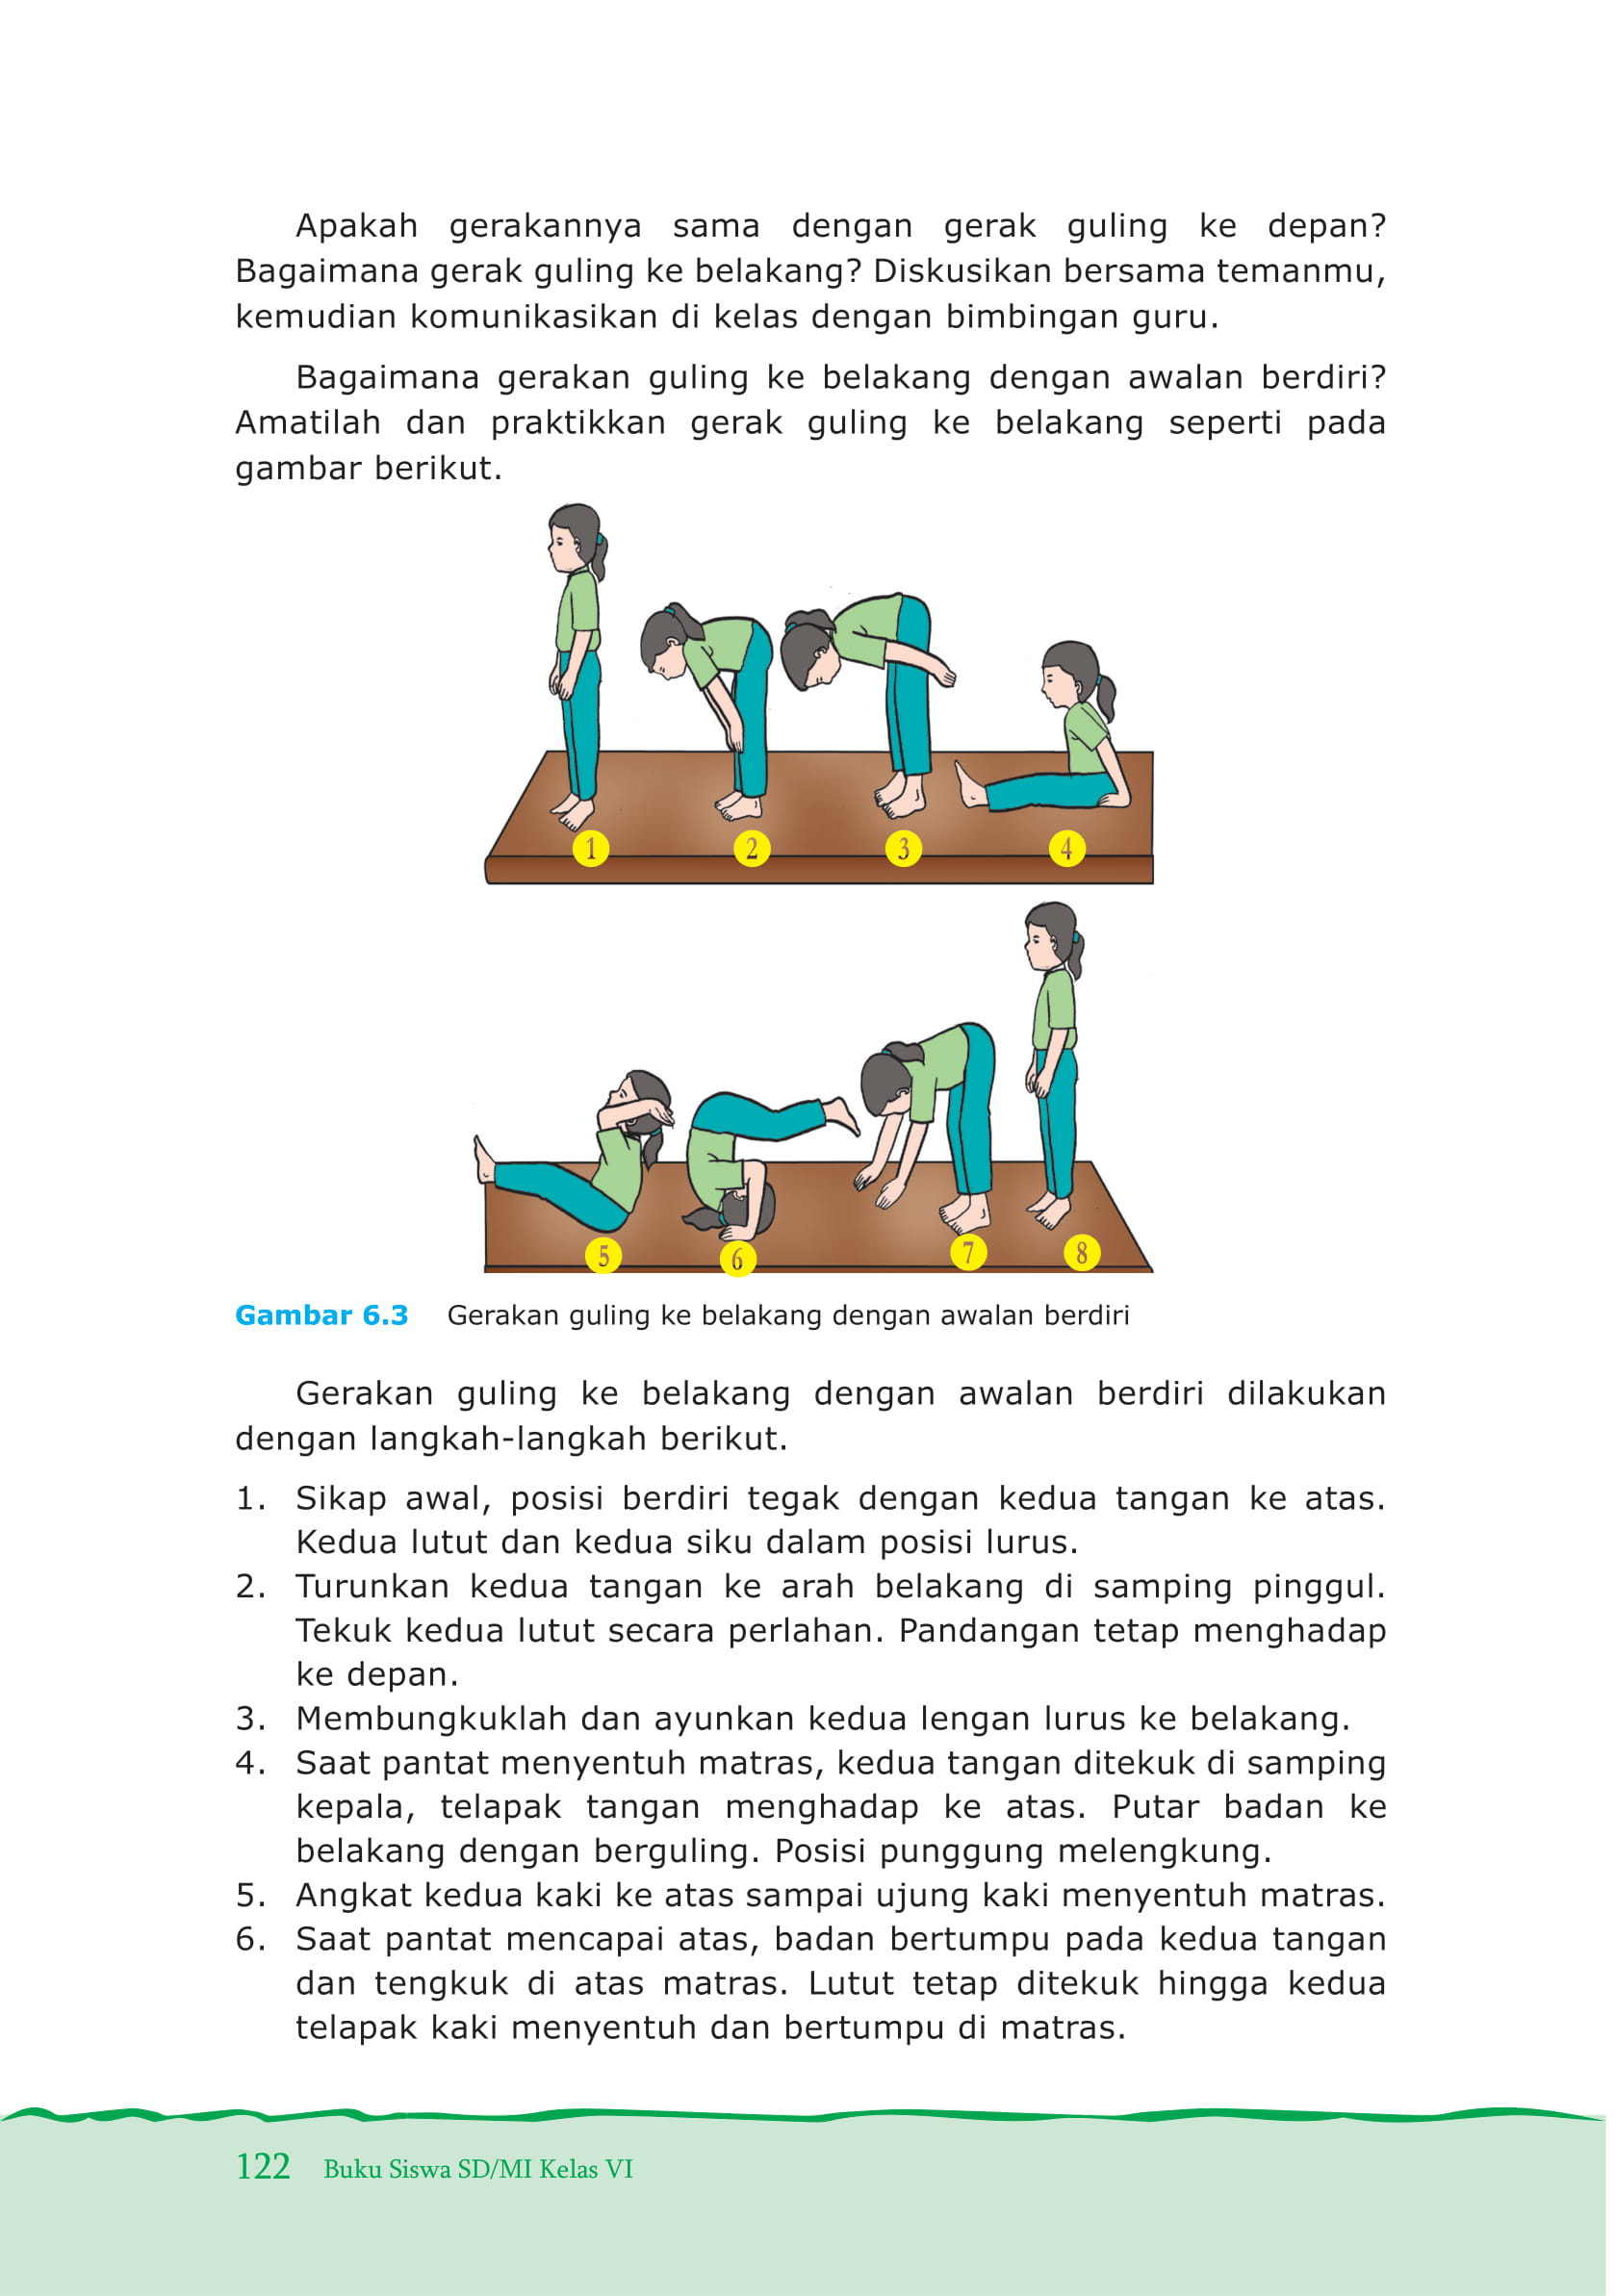 Apakah gerakannya sama dengan gerak guling ke depan?
Bagaimana gerak guling ke belakang? Diskusikan bersama temanmu,
kemudian komunikasikan di kelas dengan bimbingan guru.
Bagaimana gerakan guling ke belakang dengan awalan berdiri?
Amatilah dan praktikkan gerak guling ke belakang seperti pada
gambar berikut.
1 2 3 4
5 6 7 8
Gambar 6.3 Gerakan guling ke belakang dengan awalan berdiri
Gerakan guling ke belakang dengan awalan berdiri dilakukan
dengan langkah-langkah berikut.
1. Sikap awal, posisi berdiri tegak dengan kedua tangan ke atas.
Kedua lutut dan kedua siku dalam posisi lurus.
2. Turunkan kedua tangan ke arah belakang di samping pinggul.
Tekuk kedua lutut secara perlahan. Pandangan tetap menghadap
ke depan.
3. Membungkuklah dan ayunkan kedua lengan lurus ke belakang.
4. Saat pantat menyentuh matras, kedua tangan ditekuk di samping
kepala, telapak tangan menghadap ke atas. Putar badan ke
belakang dengan berguling. Posisi punggung melengkung.
5. Angkat kedua kaki ke atas sampai ujung kaki menyentuh matras.
6. Saat pantat mencapai atas, badan bertumpu pada kedua tangan
dan tengkuk di atas matras. Lutut tetap ditekuk hingga kedua
telapak kaki menyentuh dan bertumpu di matras.
122 Buku Siswa SD/MI Kelas VI